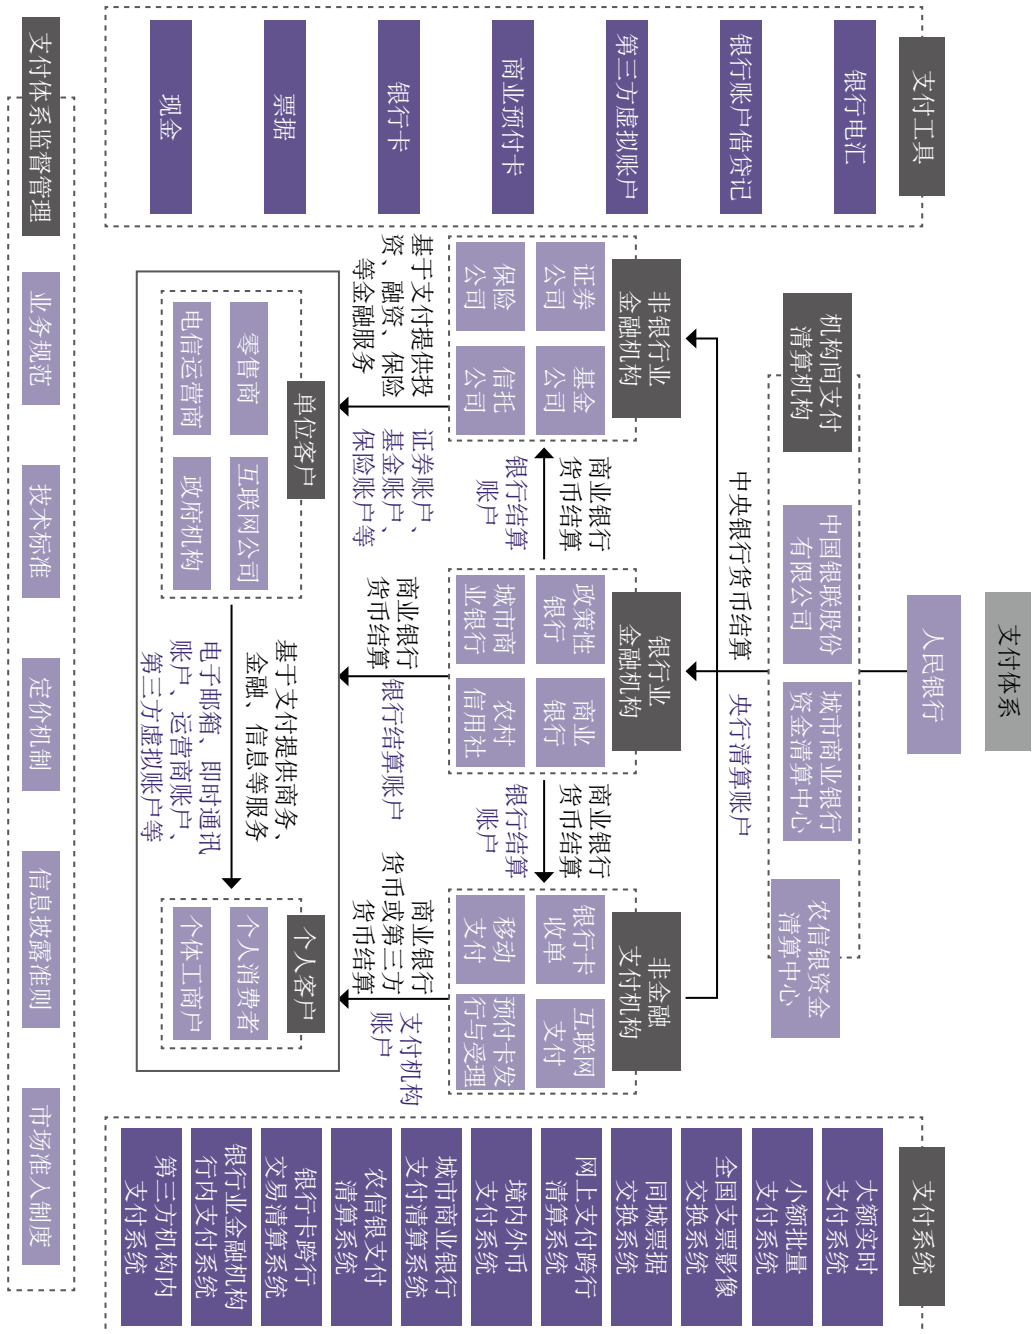 支付体系
人民银行
支付工具
银行电汇
银行账户借贷记
第三方虚拟账户
商业预付卡
银行卡
票据
现金
机构间支付
清算机构
中国银联股份
有限公司
城市商业银行
资金清算中心
农信银资金
清算中心
中央银行货币结算
央行清算账户
非银行业
金融机构
证券
公司
基金
公司
保险
公司
信托
公司
商业银行
货币结算
银行结算
账户
银行业
金融机构
政策性
银行
商业
银行
城市商
业银行
农村
信用社
商业银行
货币结算
银行结算
账户
非金融
支付机构
银行卡
收单
互联网
支付
移动
支付
预付卡发
行与受理
基于支付提供投
资、融资、保险
等金融服务
证券账户、
基金账户、
保险账户等
商业银行
货币结算
银行结算账户
商业银行
货币或第三方
货币结算
支付机构
账户
单位客户
零售商
互联网公司
电信运营商
政府机构
基于支付提供商务、
金融、信息等服务
电子邮箱、即时通讯
账户、运营商账户、
第三方虚拟账户等
个人客户
个人消费者
个体工商户
支付系统
大额实时
支付系统
小额批量
支付系统
全国支票影像
交换系统
同城票据
交换系统
网上支付跨行
清算系统
境内外币
支付系统
城市商业银行
支付清算系统
农信银支付
清算系统
银行卡跨行
交易清算系统
银行业金融机构
行内支付系统
第三方机构内
支付系统
支付体系监督管理
业务规范
技术标准
定价机制
信息披露准则
市场准入制度